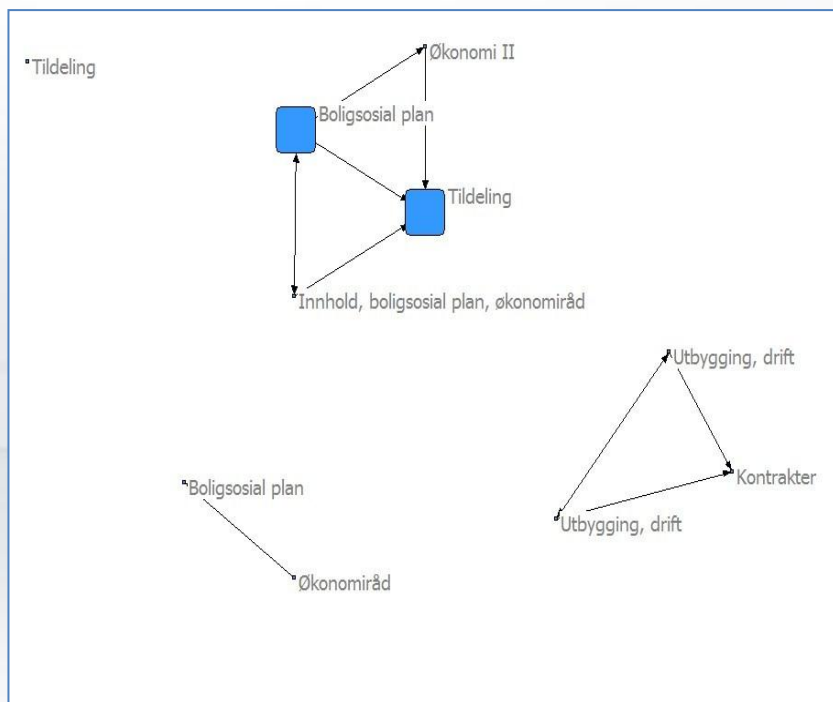 Økonomi II
Tildeling
Boligsosial plan
Tildeling
Innhold, boligsosial plan, økonomiråd
Utbygging, drift
Kontrakter
Boligsosial plan
Utbygging, drift
Økonomiråd